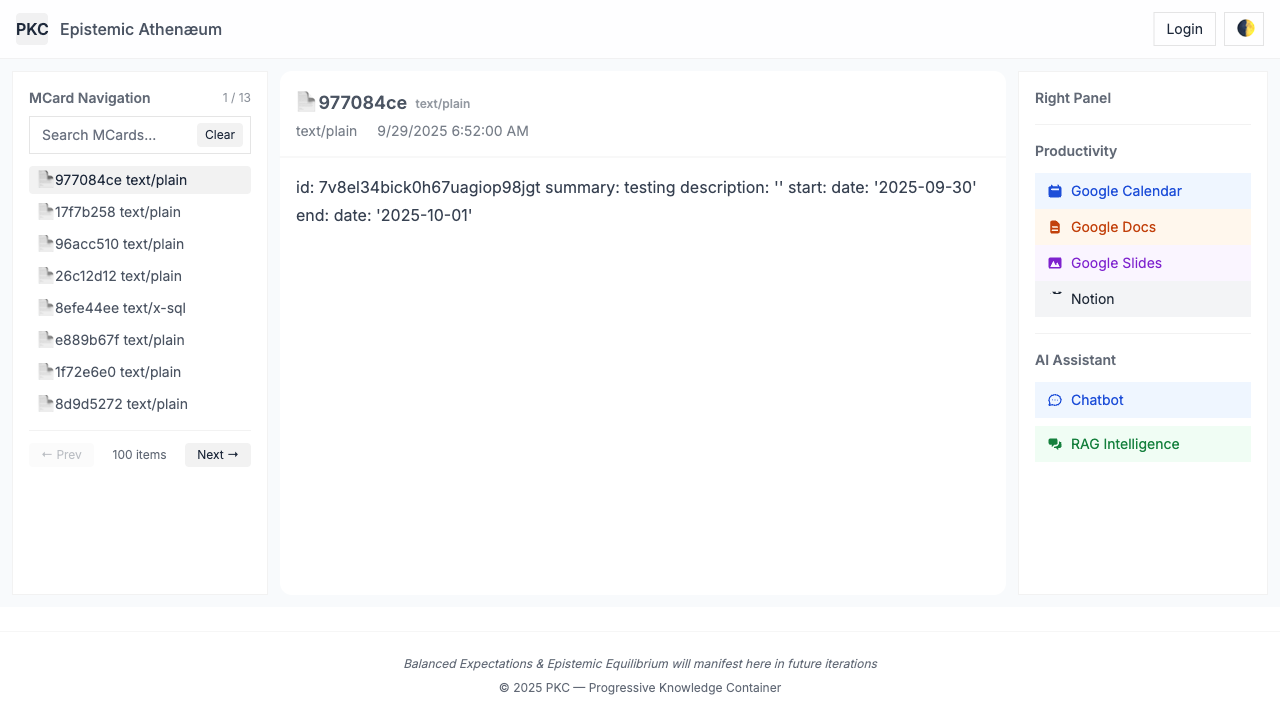 PKC Epistemic Athenæum
Login
MCard Navigation
1 / 13
Search MCards...
Clear
977084ce text/plain
17f7b258 text/plain
96acc510 text/plain
26c12d12 text/plain
8efe44ee text/x-sql
e889b67f text/plain
1f72e6e0 text/plain
8d9d5272 text/plain
← Prev
100 items
Next →
977084ce text/plain
text/plain 9/29/2025 6:52:00 AM
id: 7v8el34bick0h67uagiop98jgt summary: testing description: '' start: date: '2025-09-30'
end: date: '2025-10-01'
Right Panel
Productivity
Google Calendar
Google Docs
Google Slides
Notion
AI Assistant
Chatbot
RAG Intelligence
Balanced Expectations & Epistemic Equilibrium will manifest here in future iterations
© 2025 PKC — Progressive Knowledge Container